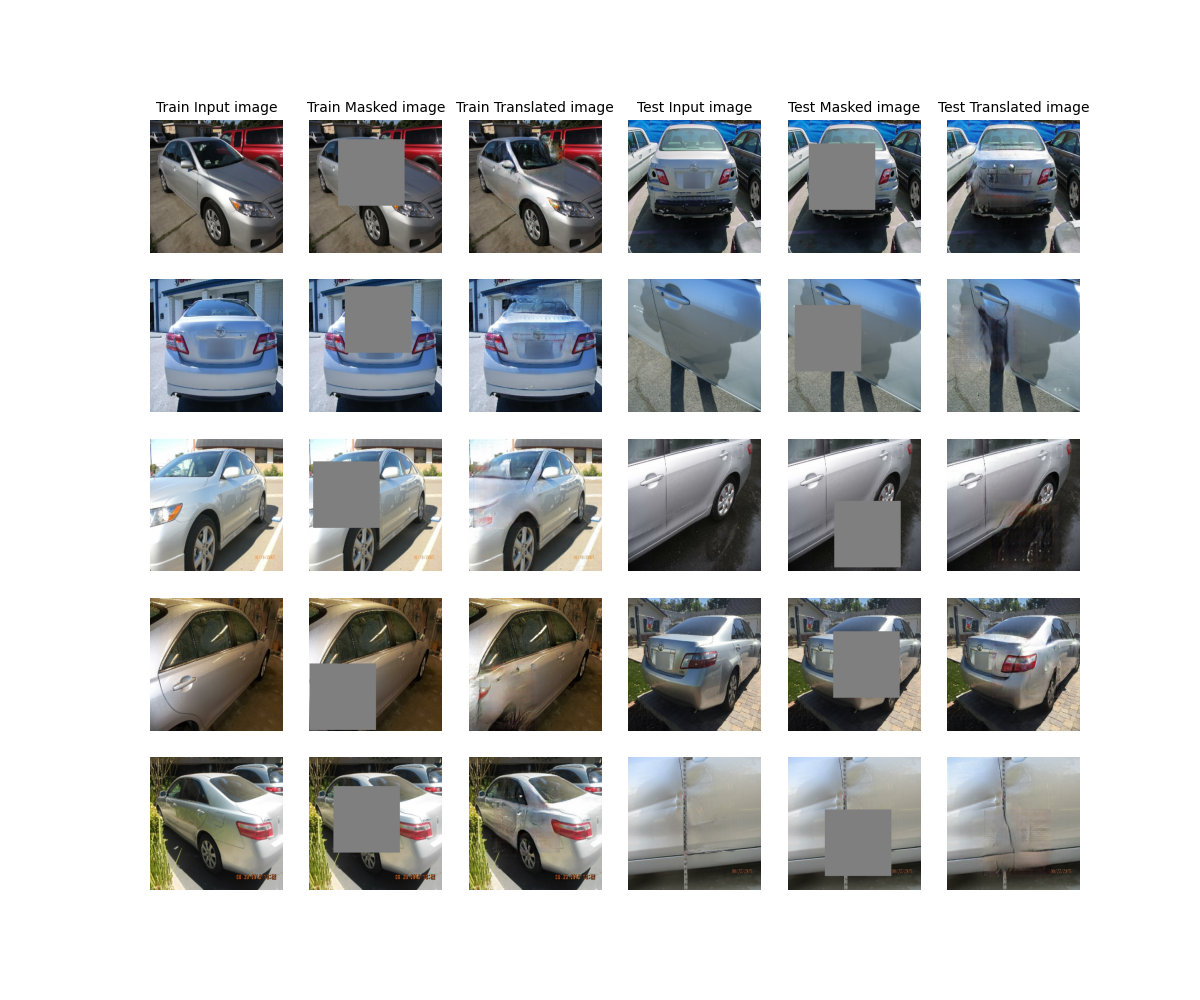 Train Input image
Train Masked image
Train Translated image
Test Input image
Test Masked image
Test Translated image